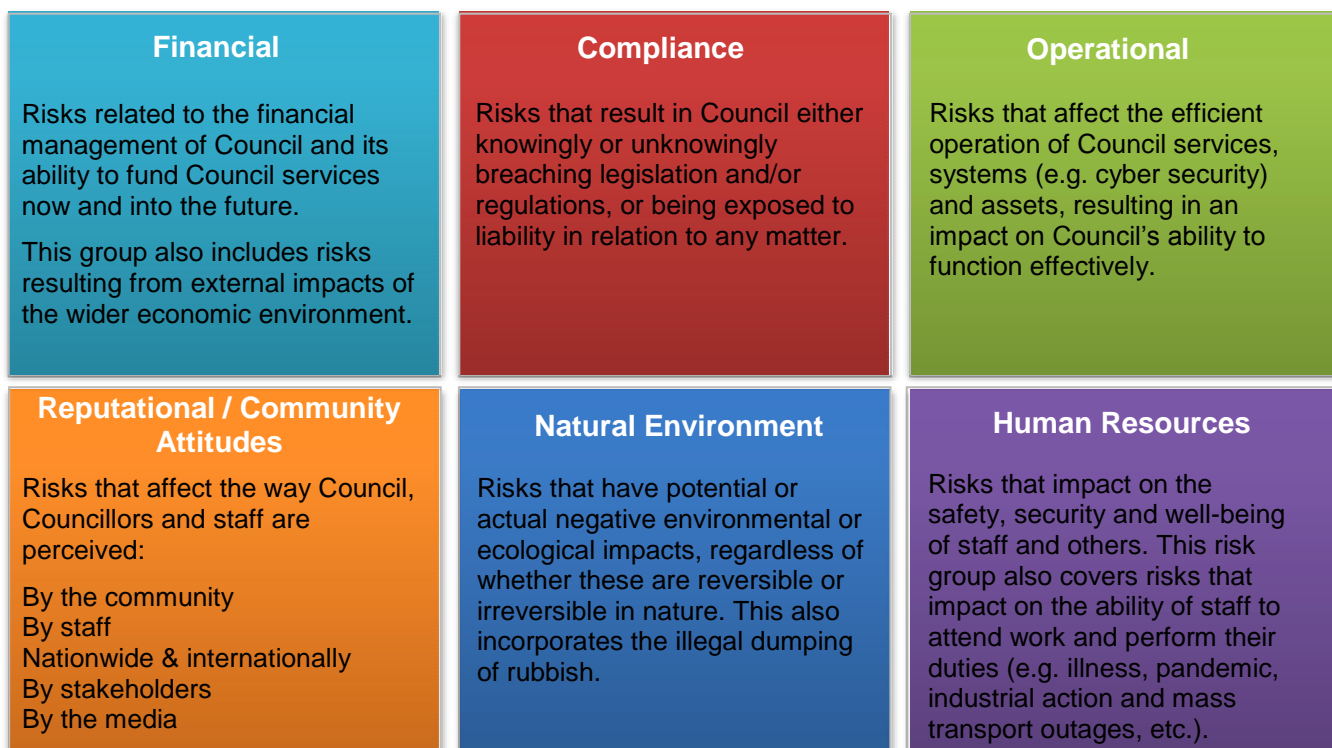 Financial
Risks related to the financial
management of Council and its
ability to fund Council services
now and into the future.
This group also includes risks
resulting from external impacts of
the wider economic environment.
Compliance
Risks that result in Council either
knowingly or unknowingly
breaching legislation and/or
regulations, or being exposed to
liability in relation to any matter.
Operational
Risks that affect the efficient
operation of Council services,
systems (e.g. cyber security)
and assets, resulting in an
impact on Council’s ability to
function effectively.
Reputational / Community
Attitudes
Risks that affect the way Council,
Councillors and staff are
perceived:
By the community
By staff
Nationwide & internationally
By stakeholders
By the media
Natural Environment
Risks that have potential or
actual negative environmental or
ecological impacts, regardless of
whether these are reversible or
irreversible in nature. This also
incorporates the illegal dumping
of rubbish.
Human Resources
Risks that impact on the
safety, security and well-being
of staff and others. This risk
group also covers risks that
impact on the ability of staff to
attend work and perform their
duties (e.g. illness, pandemic,
industrial action and mass
transport outages, etc.).